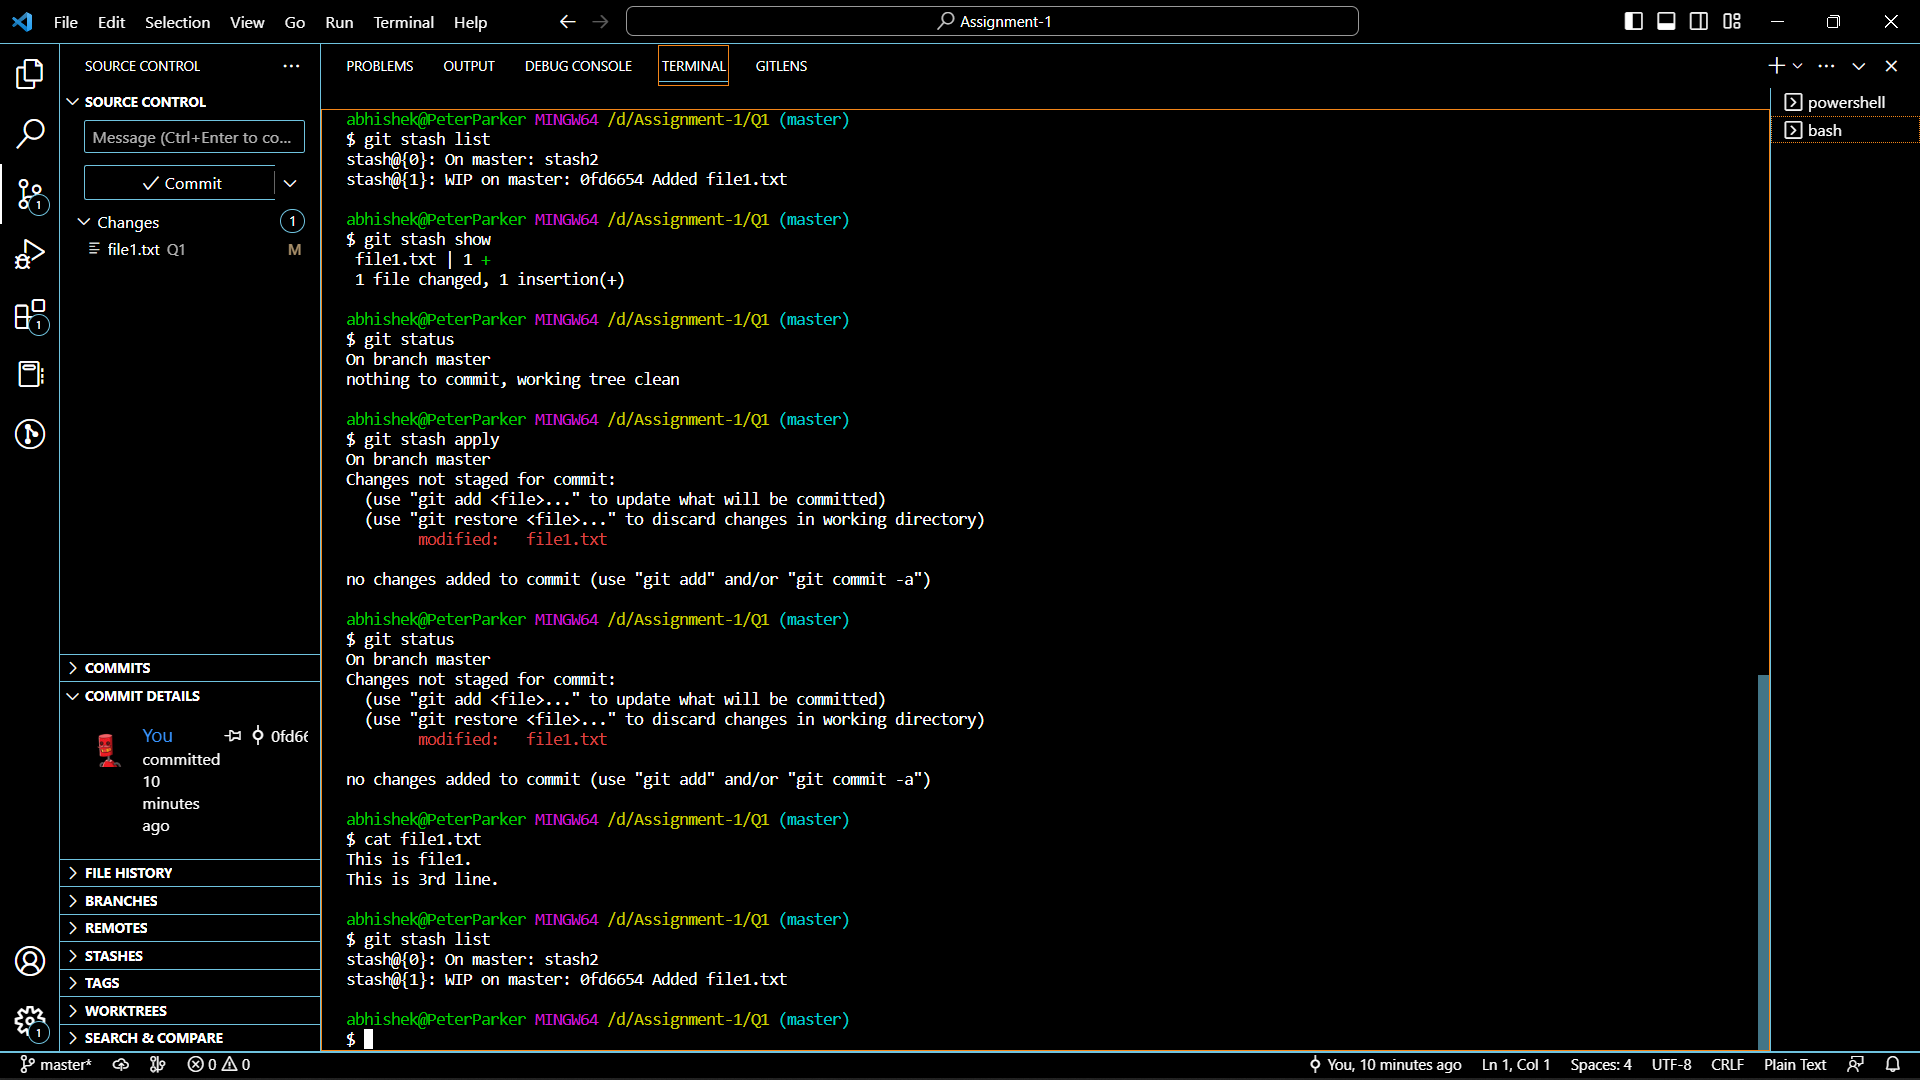 File Edit Selection View Go Run Terminal Help
Assignment-1
SOURCE CONTROL
SOURCE CONTROL
Message (Ctrl+Enter to co...
Commit
Changes 1
file1.txt Q1 M
1
1
1
COMMITS
COMMIT DETAILS
You 0fd66
committed
10
minutes
ago
FILE HISTORY
BRANCHES
REMOTES
STASHES
TAGS
WORKTREES
SEARCH & COMPARE
PROBLEMS OUTPUT DEBUG CONSOLE TERMINAL GITLENS
abhishek@PeterParker MINGW64 /d/Assignment-1/Q1 (master)
$ git stash list
stash@{0}: On master: stash2
stash@{1}: WIP on master: 0fd6654 Added file1.txt
abhishek@PeterParker MINGW64 /d/Assignment-1/Q1 (master)
$ git stash show
file1.txt | 1 +
1 file changed, 1 insertion(+)
abhishek@PeterParker MINGW64 /d/Assignment-1/Q1 (master)
$ git status
On branch master
nothing to commit, working tree clean
abhishek@PeterParker MINGW64 /d/Assignment-1/Q1 (master)
$ git stash apply
On branch master
Changes not staged for commit:
(use "git add <file>..." to update what will be committed)
(use "git restore <file>..." to discard changes in working directory)
modified: file1.txt
no changes added to commit (use "git add" and/or "git commit -a")
abhishek@PeterParker MINGW64 /d/Assignment-1/Q1 (master)
$ git status
On branch master
Changes not staged for commit:
(use "git add <file>..." to update what will be committed)
(use "git restore <file>..." to discard changes in working directory)
modified: file1.txt
no changes added to commit (use "git add" and/or "git commit -a")
abhishek@PeterParker MINGW64 /d/Assignment-1/Q1 (master)
$ cat file1.txt
This is file1.
This is 3rd line.
abhishek@PeterParker MINGW64 /d/Assignment-1/Q1 (master)
$ git stash list
stash@{0}: On master: stash2
stash@{1}: WIP on master: 0fd6654 Added file1.txt
abhishek@PeterParker MINGW64 /d/Assignment-1/Q1 (master)
$
powershell
bash
master* 0 0 You, 10 minutes ago Ln 1, Col 1 Spaces: 4 UTF-8 CRLF Plain Text